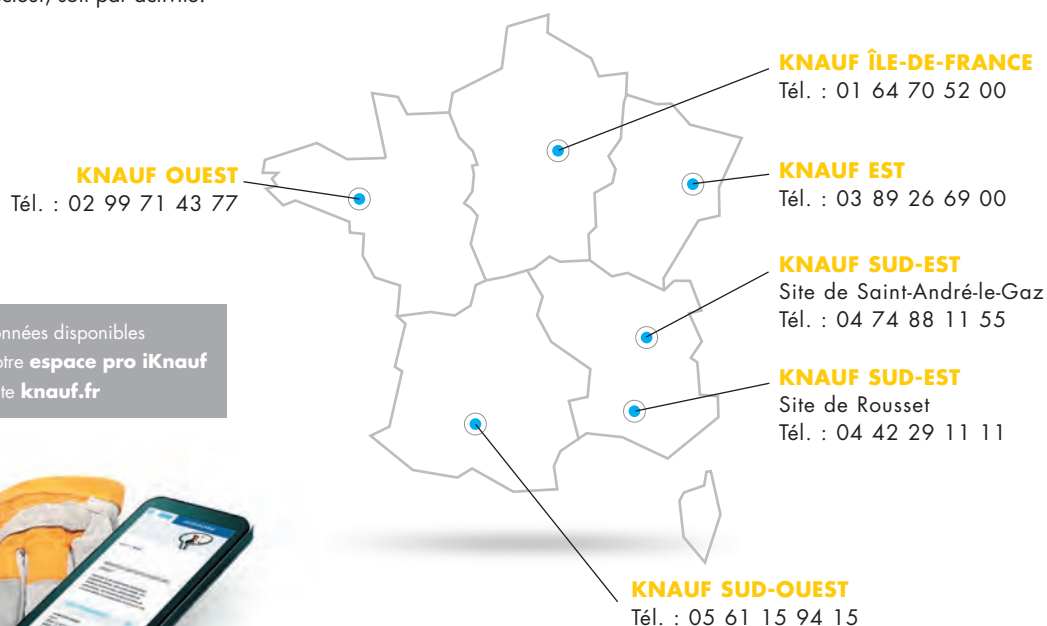 soit par activité.
KNAUF ÎLE-DE-FRANCE
Tél. : 01 64 70 52 00
KNAUF OUEST
Tél. : 02 99 71 43 77
KNAUF EST
Tél. : 03 89 26 69 00
KNAUF SUD-EST
Site de Saint-André-le-Gaz
Tél. : 04 74 88 11 55
KNAUF SUD-EST
Site de Rousset
Tél. : 04 42 29 11 11
disponibles
espace pro iKnauf
knauf.fr
KNAUF SUD-OUEST
Tél. : 05 61 15 94 15